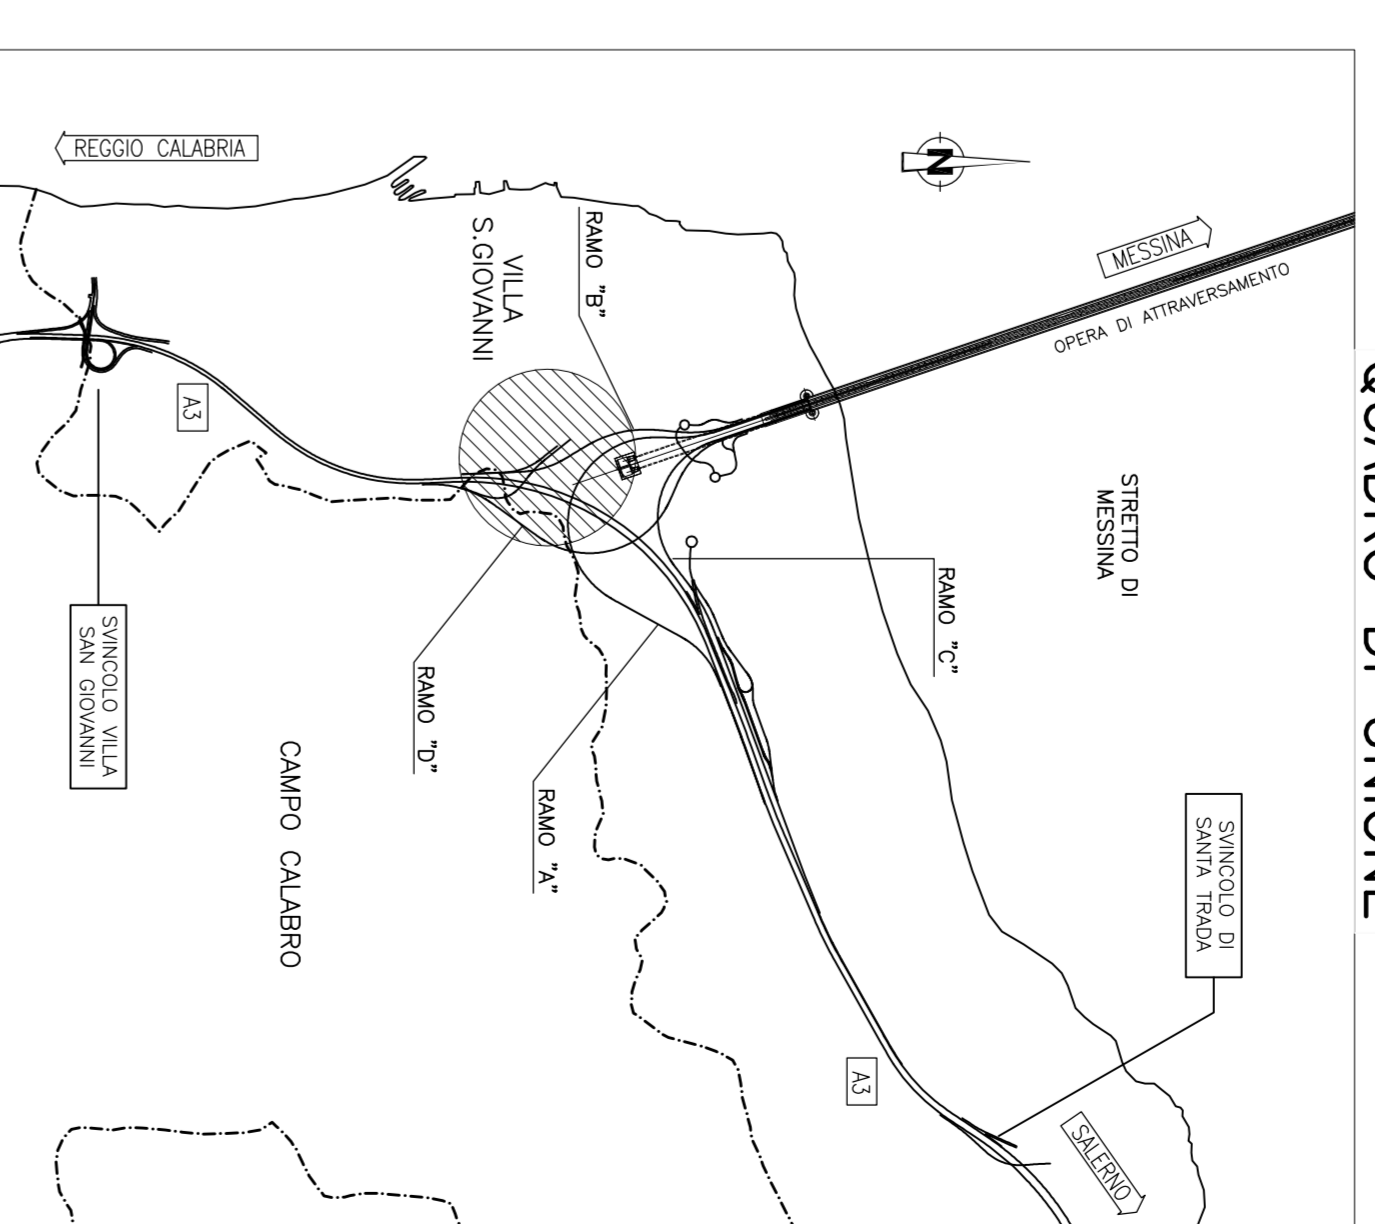 QUADRO DI UNIONE
REGGIO CALABRIA
N
MESSINA
OPERA DI ATTRAVERSAMENTO
RAMO "B"
VILLA
S.GIOVANNI
A3
STRETTO DI
MESSINA
RAMO "C"
SVINCOLO VILLA
SAN GIOVANNI
RAMO "D"
CAMPO CALABRO
RAMO "A"
SVINCOLO DI
SANTA TRADA
A3
SALERNO